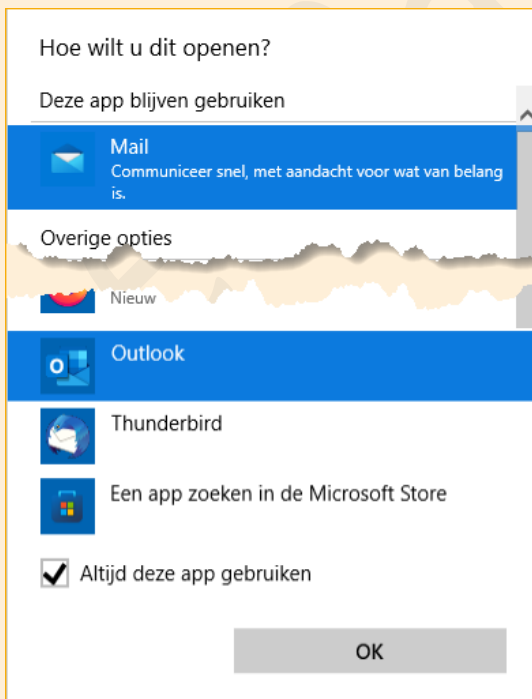 Hoe wilt u dit openen?
Deze app blijven gebruiken
Mail
Communiceer snel, met aandacht voor wat van belang
is.
Overige opties
Nieuw
Outlook
Thunderbird
Een app zoeken in de Microsoft Store
Altijd deze app gebruiken
OK